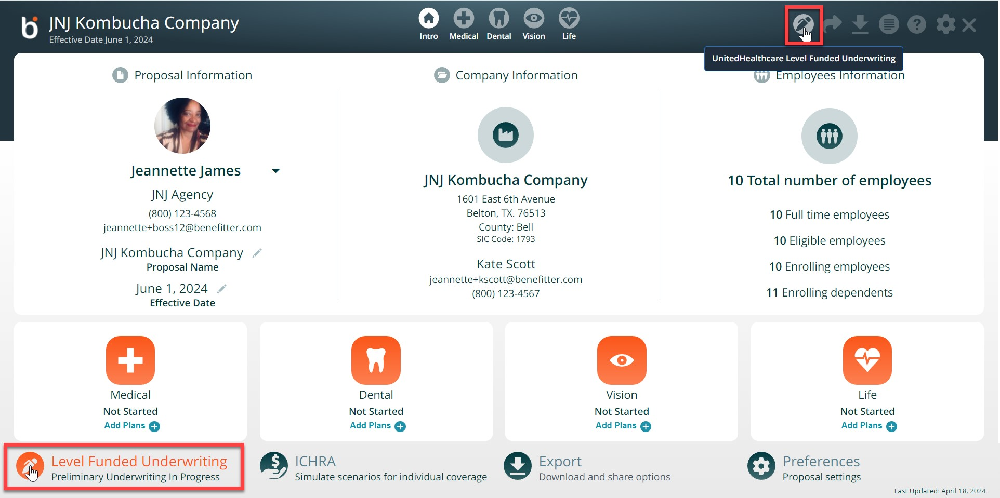 JNJ Kombucha Company
Effective Date June 1, 2024
Intro
Medical
Dental
Vision
Life
UnitedHealthcare Level Funded Underwriting
Proposal Information
Company Information
Employees Information
Jeannette James
JNJ Agency
(800) 123-4568
jeannette+boss12@benefitter.com
JNJ Kombucha Company
Proposal Name
June 1, 2024
Effective Date
JNJ Kombucha Company
1601 East 6th Avenue
Belton, TX. 76513
County: Bell
SIC Code: 1793
Kate Scott
jeannette+kscott@benefitter.com
(800) 123-4567
10 Total number of employees
10 Full time employees
10 Eligible employees
10 Enrolling employees
11 Enrolling dependents
Medical
Not Started
Add Plans
Dental
Not Started
Add Plans
Vision
Not Started
Add Plans
Life
Not Started
Add Plans
Level Funded Underwriting
Preliminary Underwriting In Progress
ICHRA
Simulate scenarios for individual coverage
Export
Download and share options
Preferences
Proposal settings
Last Updated: April 18, 2024